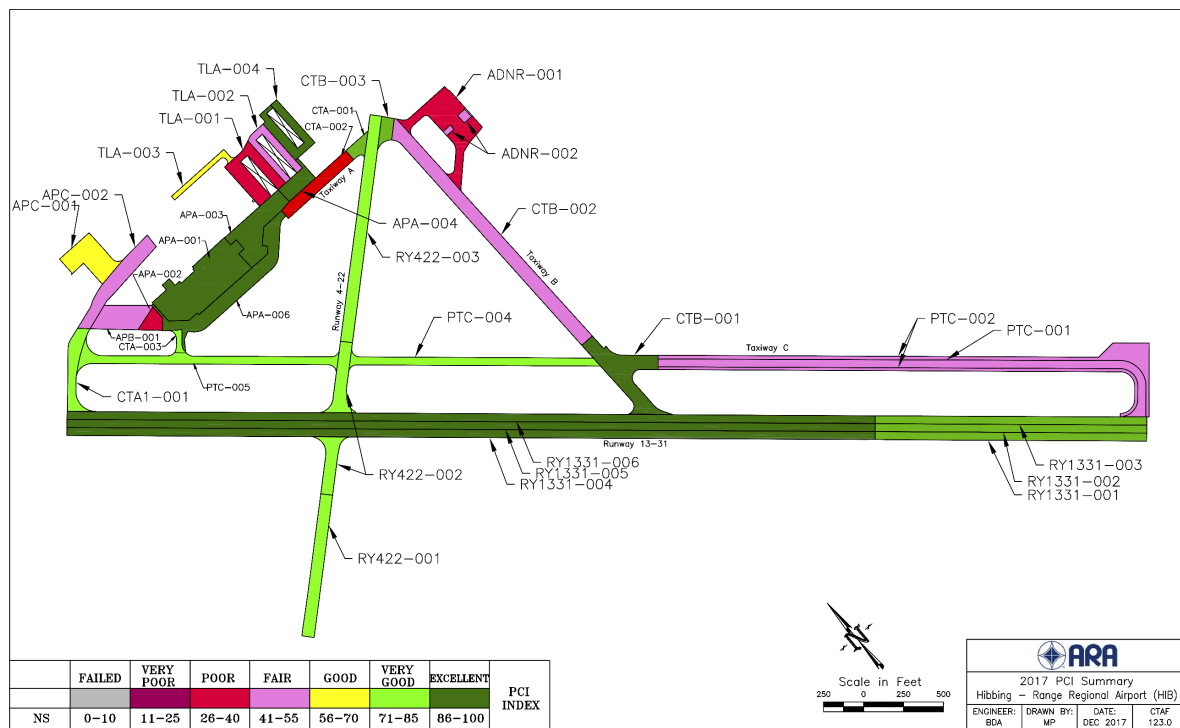 TLA-004
TLA-002
TLA-001
TLA-003
CTB-003
CTA-001
CTA-002
ADNR-001
ADNR-002
APC-002
APC-001
APA-003
APA-001
APA-002
Taxiway A
APA-004
CTB-002
RY422-003
Taxiway B
Runway 4-22
APA-006
APB-001
CTA-003
PTC-004
CTB-001
Taxiway C
PTC-002
PTC-001
PTC-005
CTA1-001
Runway 13-31
RY1331-006
RY1331-005
RY1331-004
RY1331-003
RY1331-002
RY1331-001
RY422-002
RY422-001
N
Scale in Feet
250 0 250 500
FAILED VERY POOR POOR FAIR GOOD VERY GOOD EXCELLENT PCI INDEX
NS 0-10 11-25 26-40 41-55 56-70 71-85 86-100
ARA
2017 PCI Summary
Hibbing - Range Regional Airport (HIB)
ENGINEER: DRAWN BY: DATE: CTAF
BDA MP DEC 2017 123.0